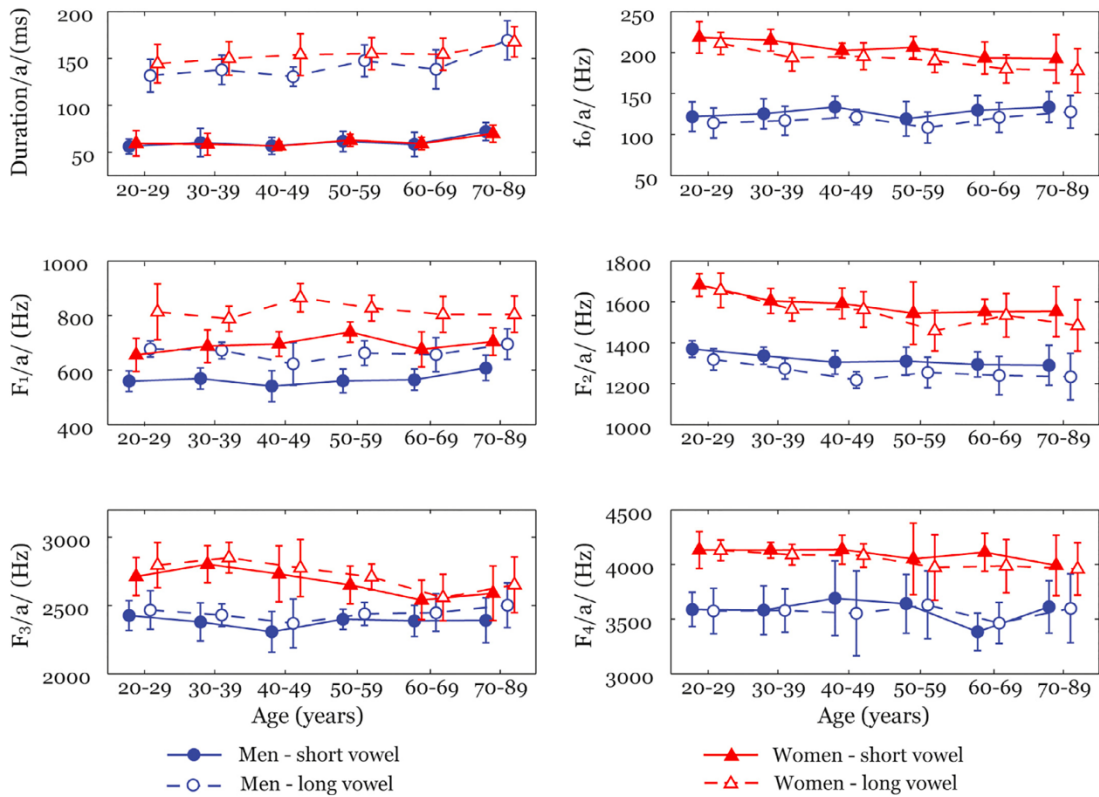 Duration/a/(ms)
200
150
100
50
20-29 30-39 40-49 50-59 60-69 70-89
fo/a/ (Hz)
250
200
150
100
50
20-29 30-39 40-49 50-59 60-69 70-89
F1/a/ (Hz)
1000
800
600
400
20-29 30-39 40-49 50-59 60-69 70-89
F2/a/ (Hz)
1800
1600
1400
1200
1000
20-29 30-39 40-49 50-59 60-69 70-89
F3/a/ (Hz)
3000
2500
2000
20-29 30-39 40-49 50-59 60-69 70-89
Age (years)
F4/a/ (Hz)
4500
4000
3500
3000
20-29 30-39 40-49 50-59 60-69 70-89
Age (years)
Men - short vowel
Men - long vowel
Women - short vowel
Women - long vowel